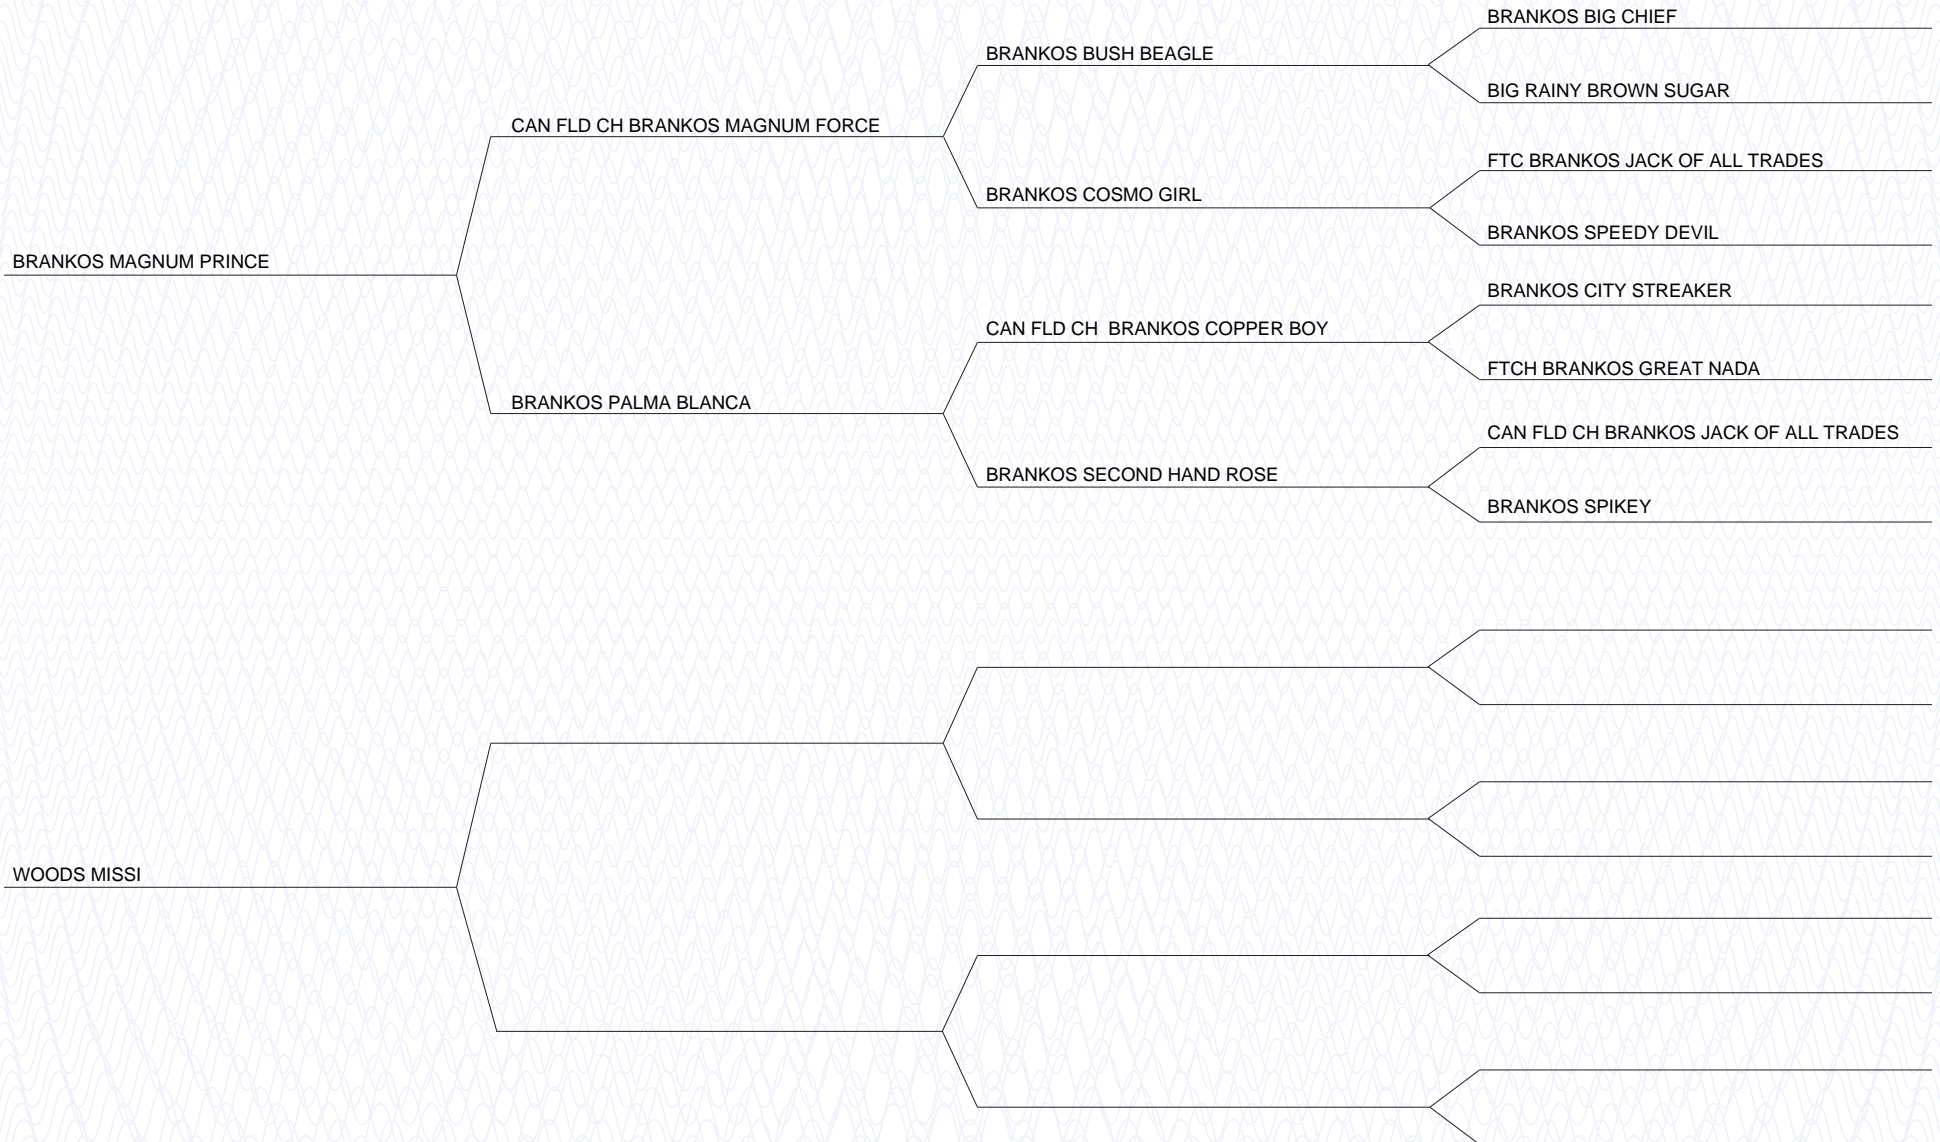 BRANKOS BIG CHIEF
BRANKOS BUSH BEAGLE
BIG RAINY BROWN SUGAR
CAN FLD CH BRANKOS MAGNUM FORCE
FTC BRANKOS JACK OF ALL TRADES
BRANKOS COSMO GIRL
BRANKOS SPEEDY DEVIL
BRANKOS MAGNUM PRINCE
BRANKOS CITY STREAKER
CAN FLD CH  BRANKOS COPPER BOY
FTCH BRANKOS GREAT NADA
BRANKOS PALMA BLANCA
CAN FLD CH BRANKOS JACK OF ALL TRADES
BRANKOS SECOND HAND ROSE
BRANKOS SPIKEY
WOODS MISSI